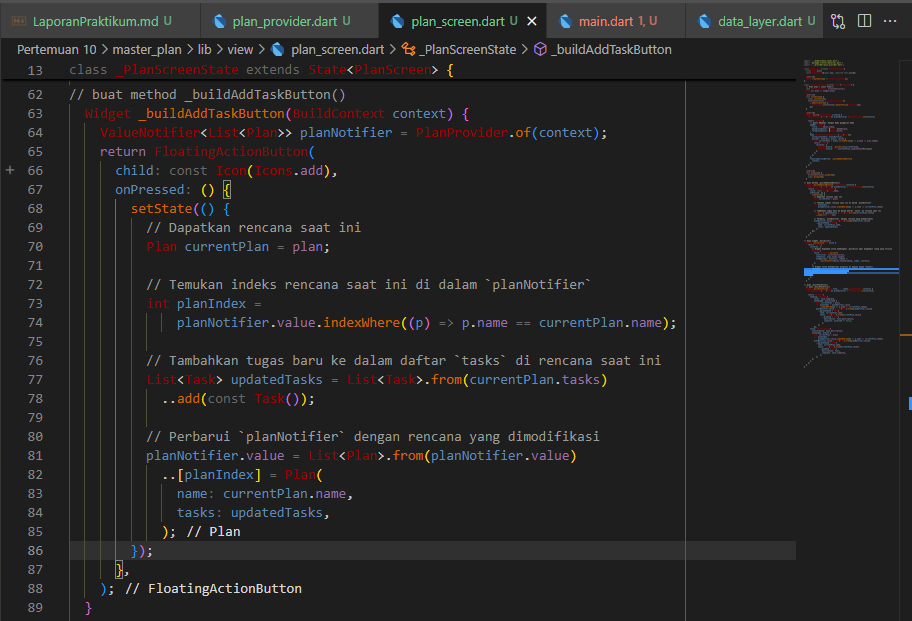 LaporanPraktikum.md U
plan_provider.dart U
plan_screen.dart U
main.dart 1, U
data_layer.dart U
Pertemuan 10 > master_plan > lib > view > plan_screen.dart > _PlanScreenState > _buildAddTaskButton
13 class _PlanScreenState extends State<PlanScreen> {
62 // buat method _buildAddTaskButton()
63 Widget _buildAddTaskButton(BuildContext context) {
64 ValueNotifier<List<Plan>> planNotifier = PlanProvider.of(context);
65 return FloatingActionButton(
66 child: const Icon(Icons.add),
67 onPressed: () {
68 setState(() {
69 // Dapatkan rencana saat ini
70 Plan currentPlan = plan;
71
72 // Temukan indeks rencana saat ini di dalam `planNotifier`
73 int planIndex =
74 planNotifier.value.indexWhere((p) => p.name == currentPlan.name);
75
76 // Tambahkan tugas baru ke dalam daftar `tasks` di rencana saat ini
77 List<Task> updatedTasks = List<Task>.from(currentPlan.tasks)
78 ..add(const Task());
79
80 // Perbarui `planNotifier` dengan rencana yang dimodifikasi
81 planNotifier.value = List<Plan>.from(planNotifier.value)
82 ..[planIndex] = Plan(
83 name: currentPlan.name,
84 tasks: updatedTasks,
85 ); // Plan
86 });
87 },
88 ); // FloatingActionButton
89 }